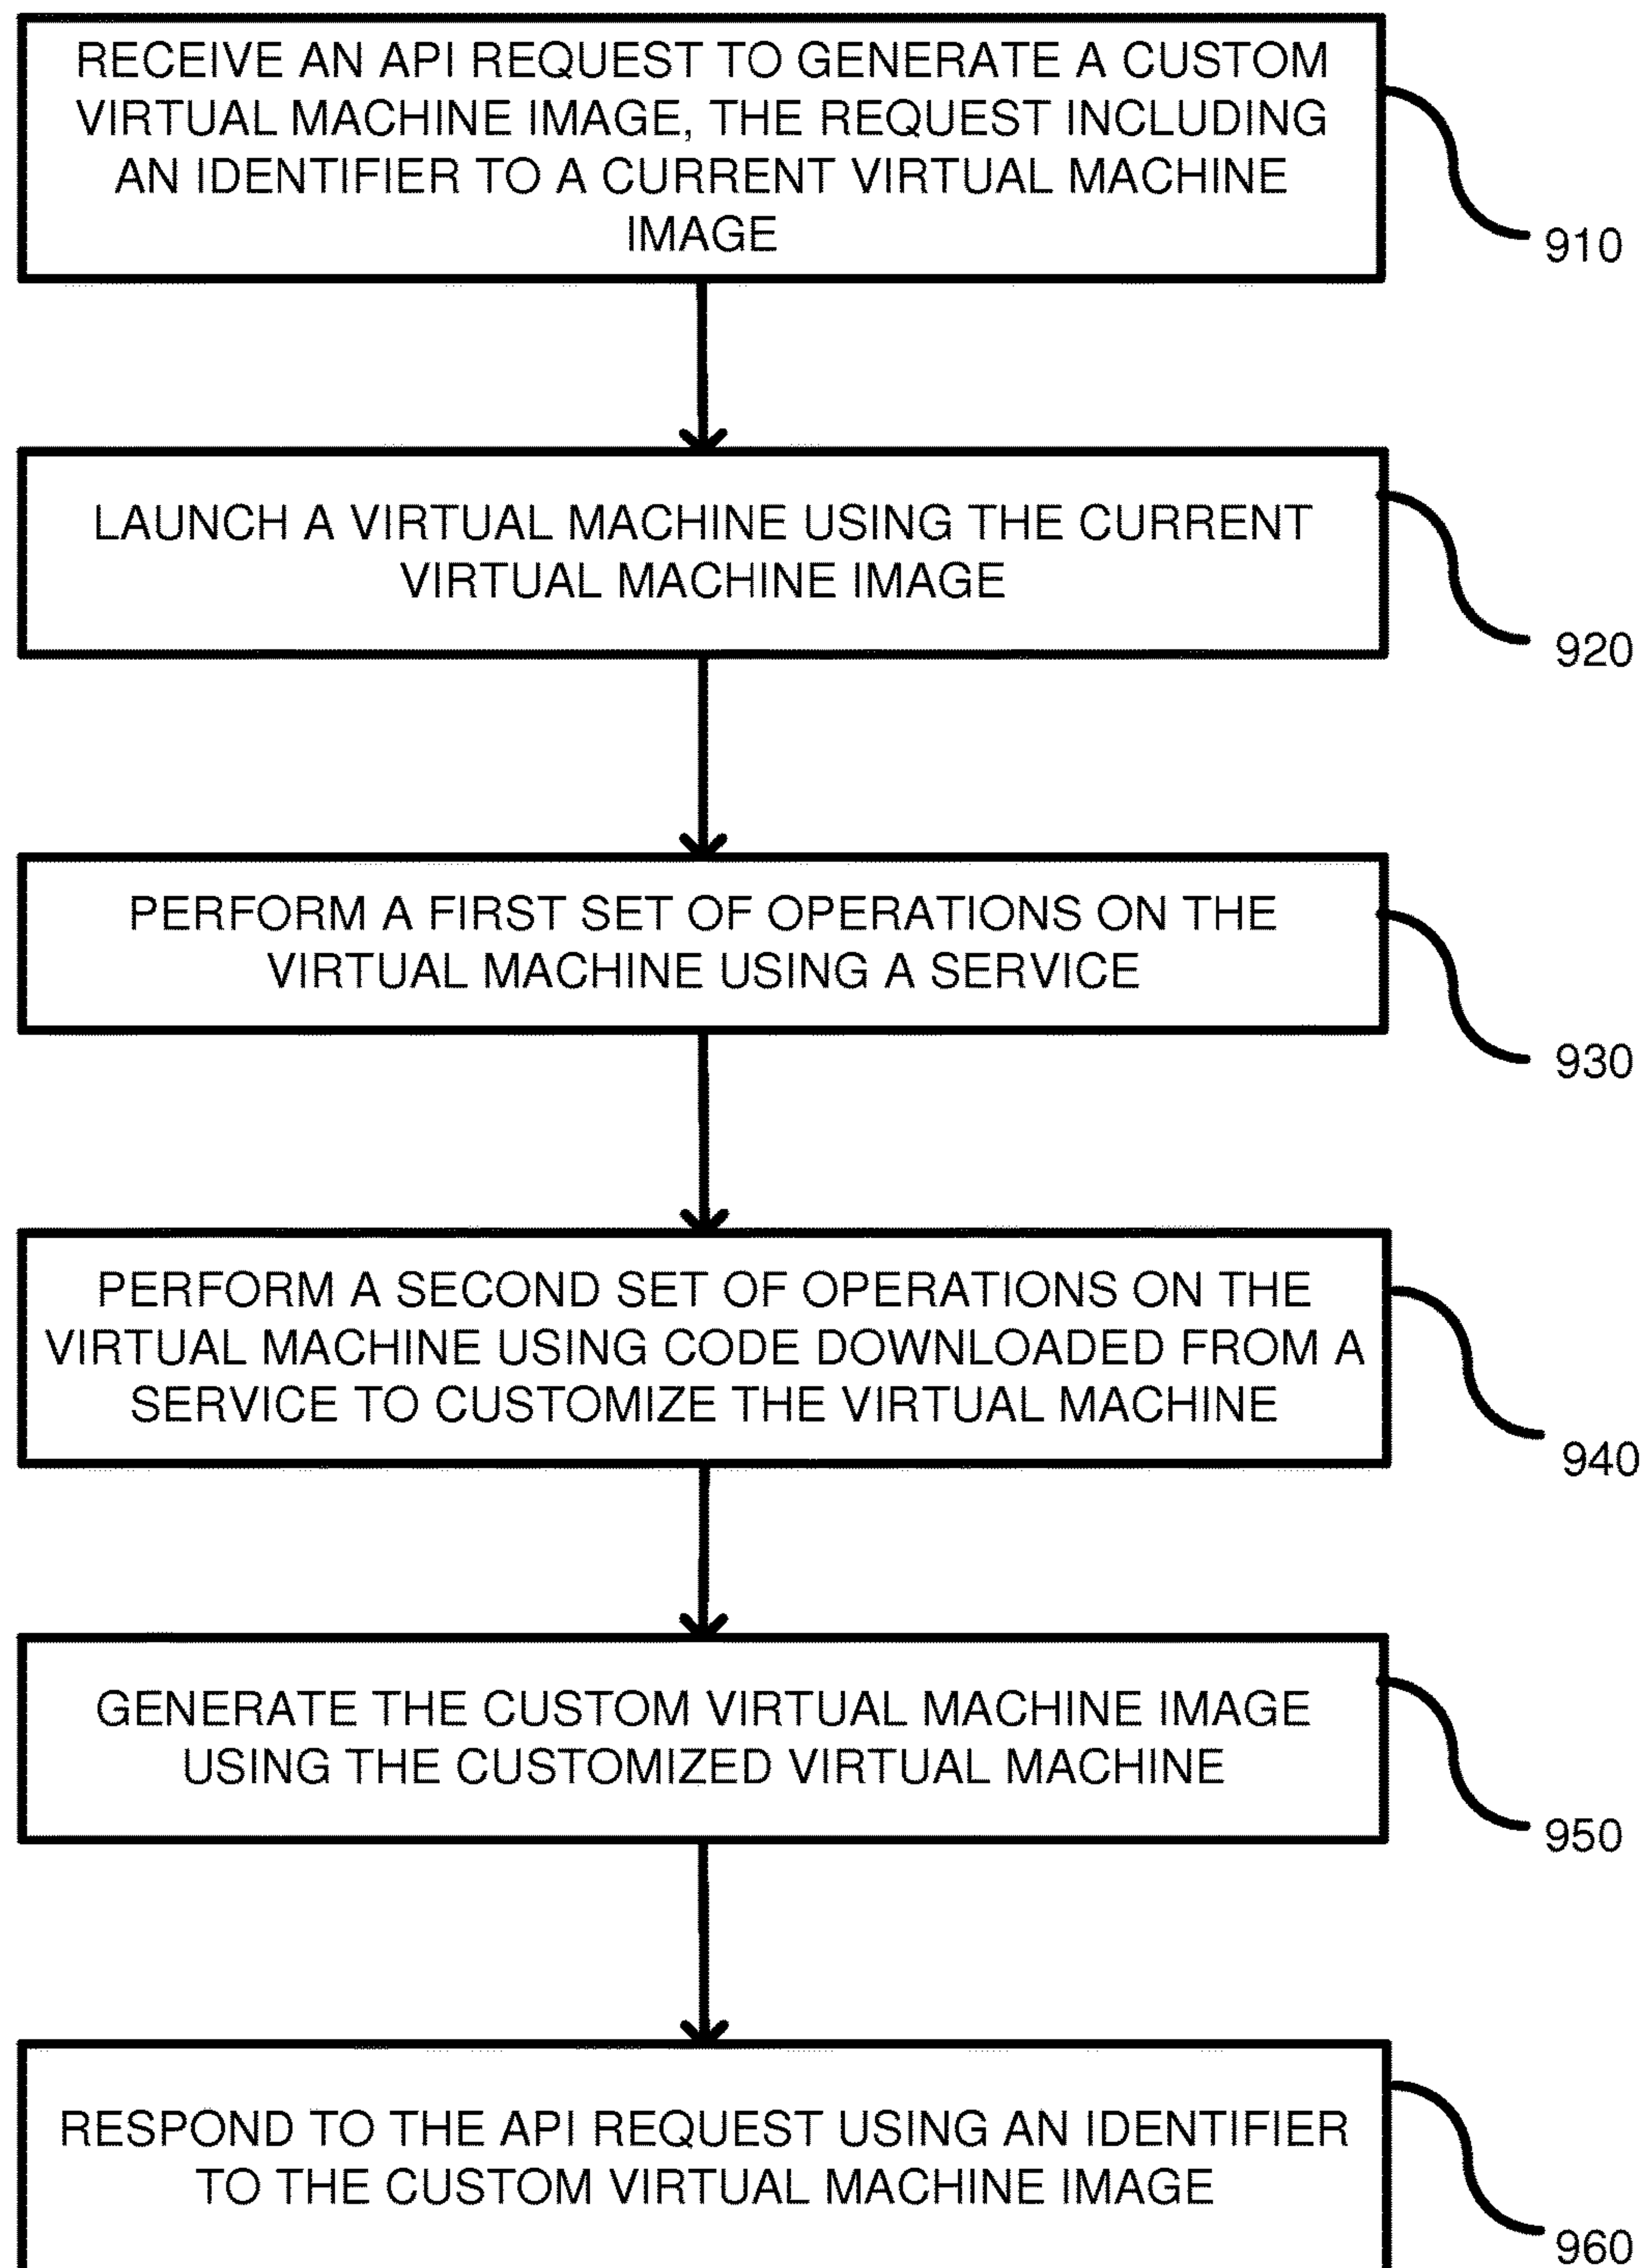 RECEIVE AN API REQUEST TO GENERATE A CUSTOM
VIRTUAL MACHINE IMAGE, THE REQUEST INCLUDING
AN IDENTIFIER TO A CURRENT VIRTUAL MACHINE
IMAGE
910
LAUNCH A VIRTUAL MACHINE USING THE CURRENT
VIRTUAL MACHINE IMAGE
920
PERFORM A FIRST SET OF OPERATIONS ON THE
VIRTUAL MACHINE USING A SERVICE
930
PERFORM A SECOND SET OF OPERATIONS ON THE
VIRTUAL MACHINE USING CODE DOWNLOADED FROM A
SERVICE TO CUSTOMIZE THE VIRTUAL MACHINE
940
GENERATE THE CUSTOM VIRTUAL MACHINE IMAGE
USING THE CUSTOMIZED VIRTUAL MACHINE
950
RESPOND TO THE API REQUEST USING AN IDENTIFIER
TO THE CUSTOM VIRTUAL MACHINE IMAGE
960